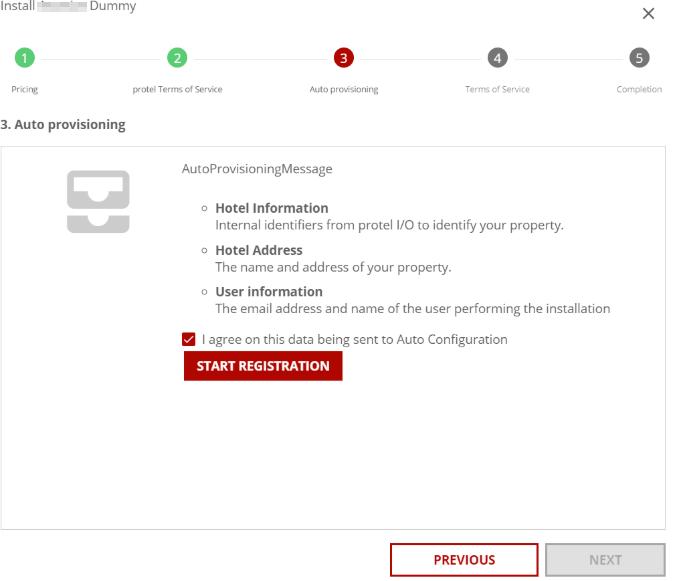 Install Dummy
1 2 3 4 5
Pricing protel Terms of Service Auto provisioning Terms of Service Completion
3. Auto provisioning
AutoProvisioningMessage
Hotel Information
Internal identifiers from protel I/O to identify your property.
Hotel Address
The name and address of your property.
User information
The email address and name of the user performing the installation
I agree on this data being sent to Auto Configuration
START REGISTRATION
PREVIOUS NEXT